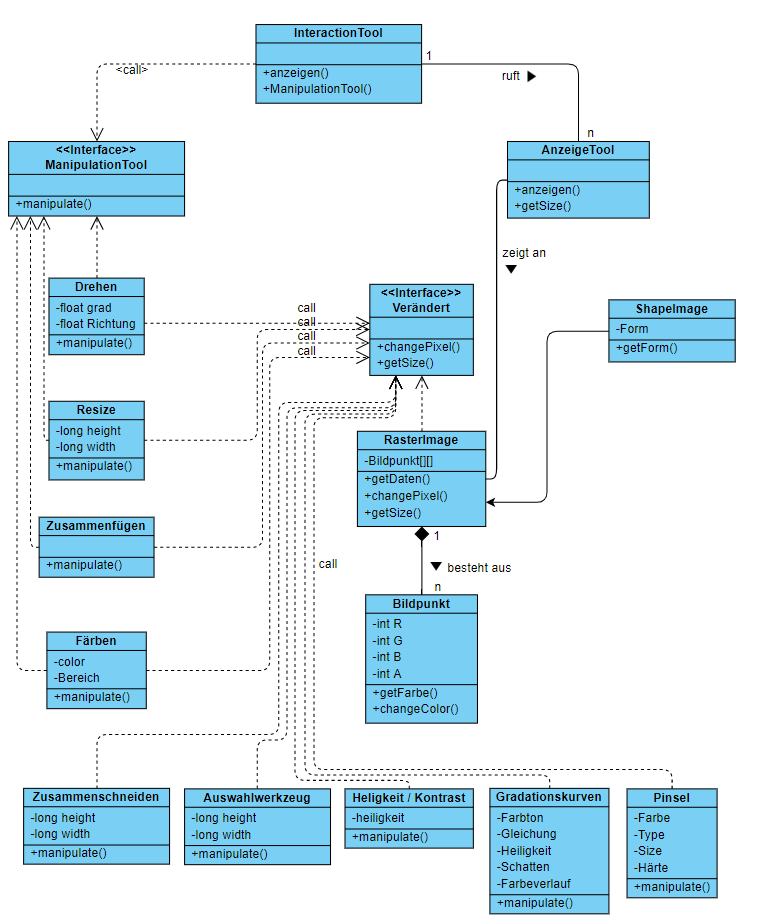 InteractionTool
+anzeigen()
+ManipulationTool()
<call>
1
ruft
n
<<Interface>>
ManipulationTool
+manipulate()
AnzeigeTool
+anzeigen()
+getSize()
zeigt an
Drehen
-float grad
-float Richtung
+manipulate()
call
call
call
call
<<Interface>>
Verändert
+changePixel()
+getSize()
ShapeImage
-Form
+getForm()
Resize
-long height
-long width
+manipulate()
RasterImage
-Bildpunkt[][]
+getDaten()
+changePixel()
+getSize()
Zusammenfügen
+manipulate()
1
call
besteht aus
n
Bildpunkt
-int R
-int G
-int B
-int A
+getFarbe()
+changeColor()
Färben
-color
-Bereich
+manipulate()
Zusammenschneiden
-long height
-long width
+manipulate()
Auswahlwerkzeug
-long height
-long width
+manipulate()
Heligkeit / Kontrast
-heiligkeit
+manipulate()
Gradationskurven
-Farbton
-Gleichung
-Heiligkeit
-Schatten
-Farbeverlauf
+manipulate()
Pinsel
-Farbe
-Type
-Size
-Härte
+manipulate()